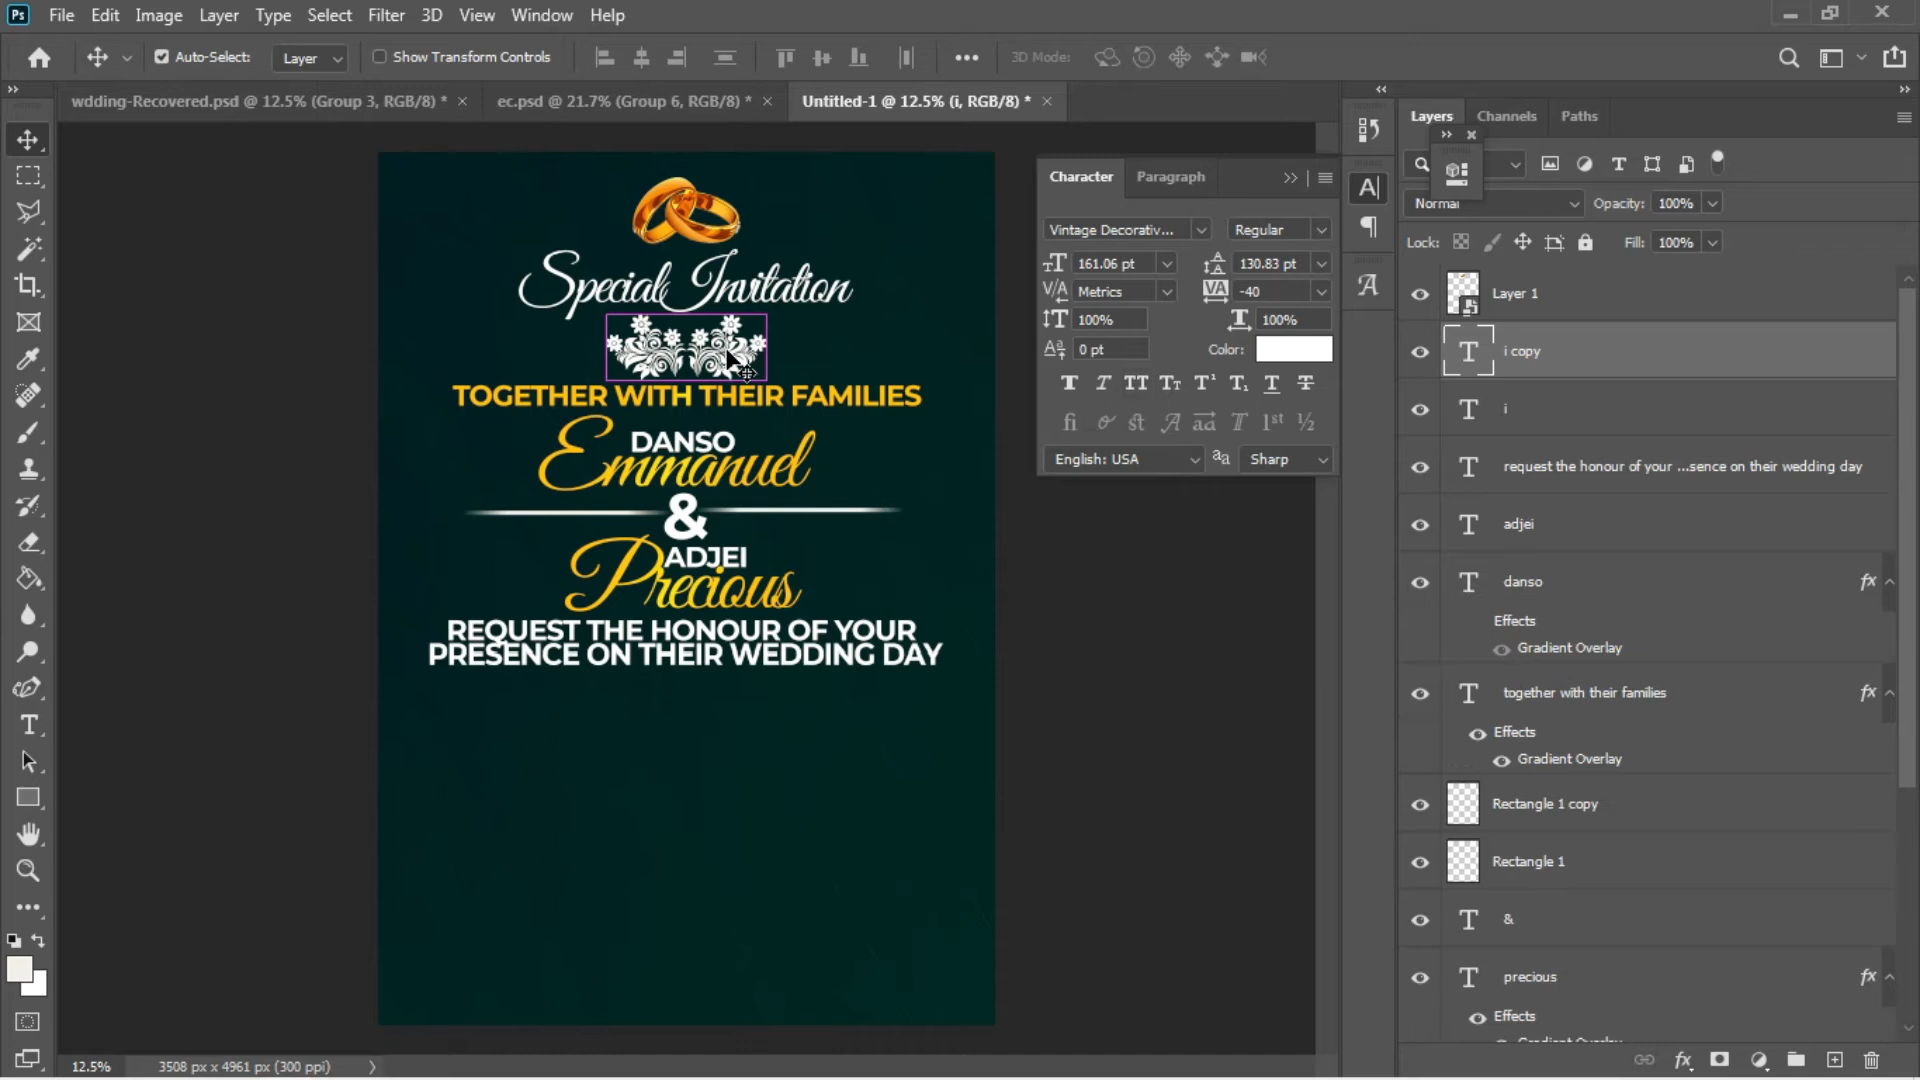 Ps File Edit Image Layer Type Select Filter 3D View Window Help
Auto-Select: Layer Show Transform Controls 3D Mode:
wdding-Recovered.psd @ 12.5% (Group 3, RGB/8) * ec.psd @ 21.7% (Group 6, RGB/8) * Untitled-1 @ 12.5% (i, RGB/8) *
Special Invitation
TOGETHER WITH THEIR FAMILIES
DANSO
Emmanuel
&
ADJEI
Precious
REQUEST THE HONOUR OF YOUR
PRESENCE ON THEIR WEDDING DAY
Character Paragraph
Vintage Decorativ... Regular
161.06 pt 130.83 pt
Metrics -40
100% 100%
0 pt Color:
English: USA Sharp
Layers Channels Paths
Normal Opacity: 100%
Lock: Fill: 100%
Layer 1
i copy
i
request the honour of your ...sence on their wedding day
adjei
danso fx
Effects
Gradient Overlay
together with their families fx
Effects
Gradient Overlay
Rectangle 1 copy
Rectangle 1
&
precious fx
Effects
12.5% 3508 px x 4961 px (300 ppi)